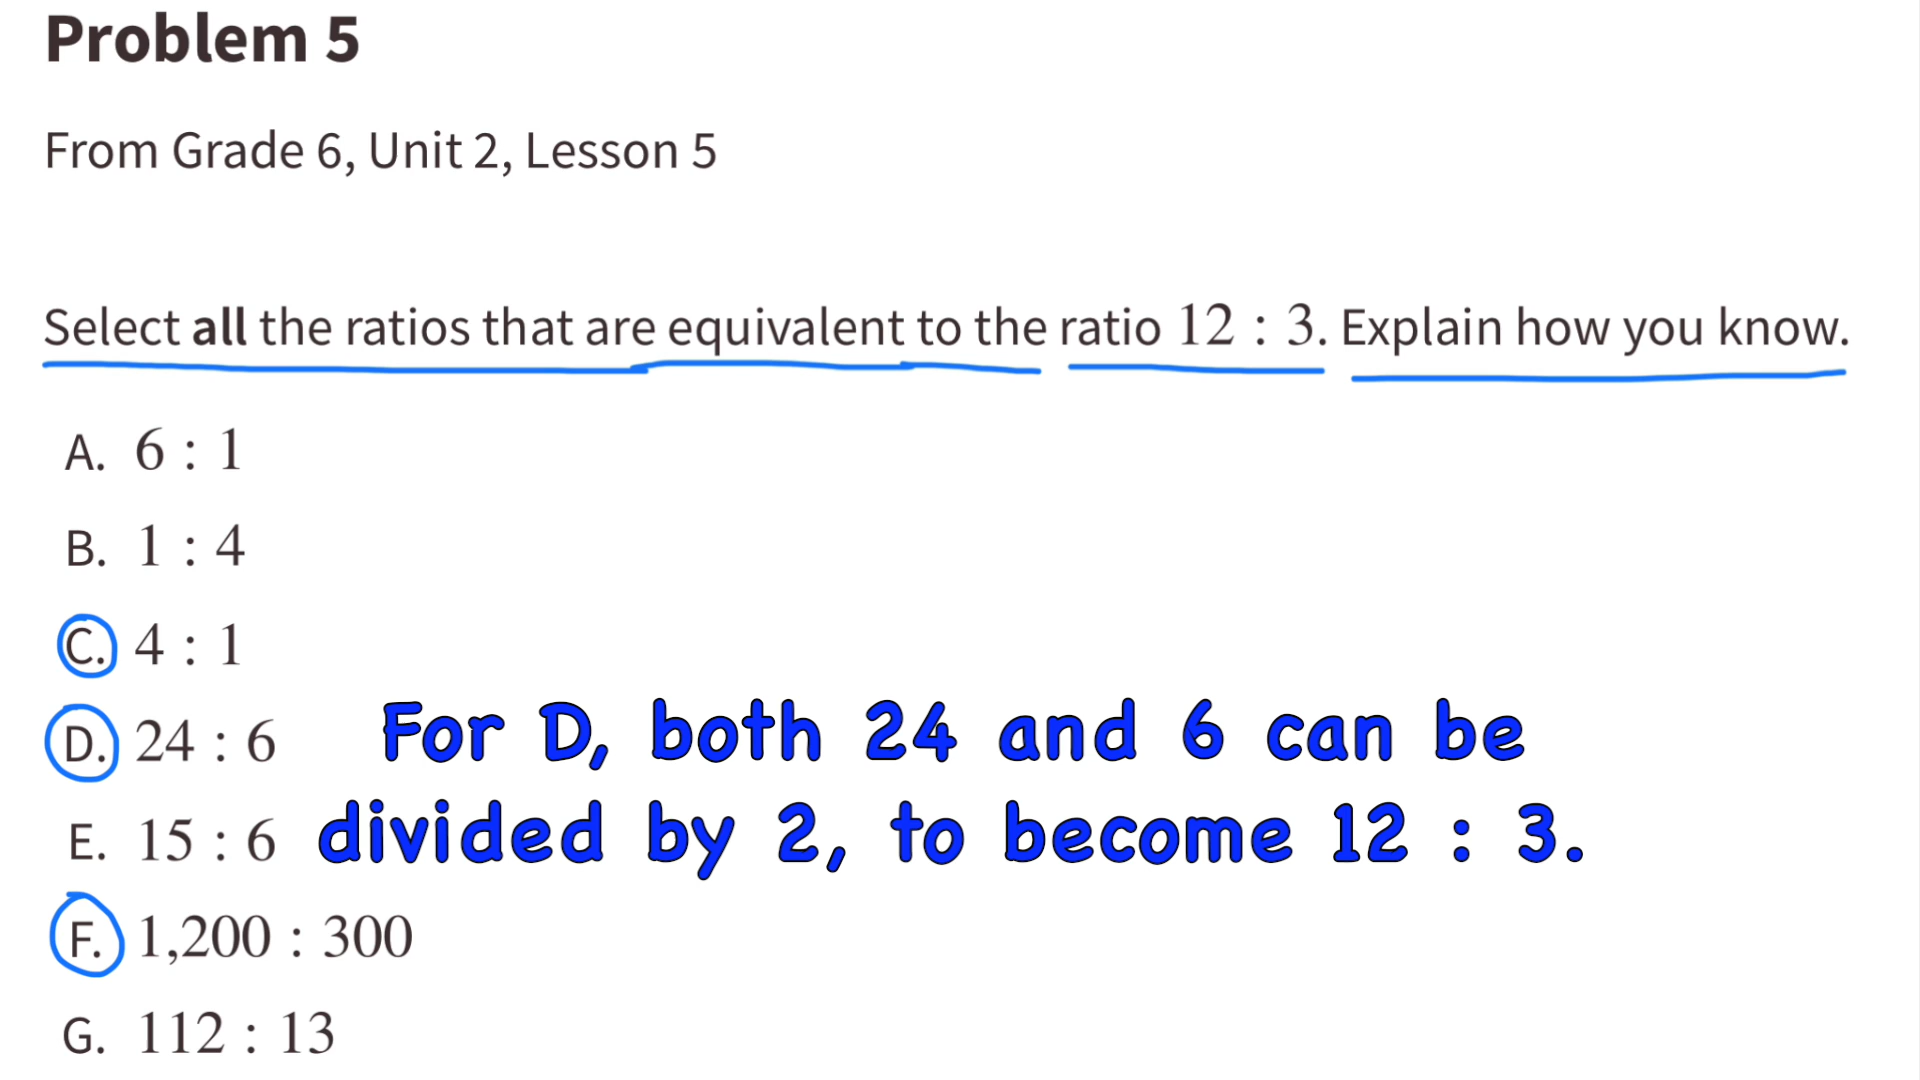 Problem 5
From Grade 6, Unit 2, Lesson 5
Select all the ratios that are equivalent to the ratio 12 : 3. Explain how you know.
A. 6 : 1
B. 1 : 4
C. 4 : 1
D. 24 : 6 For D, both 24 and 6 can be
E. 15 : 6 divided by 2, to become 12 : 3.
F. 1,200 : 300
G. 112 : 13